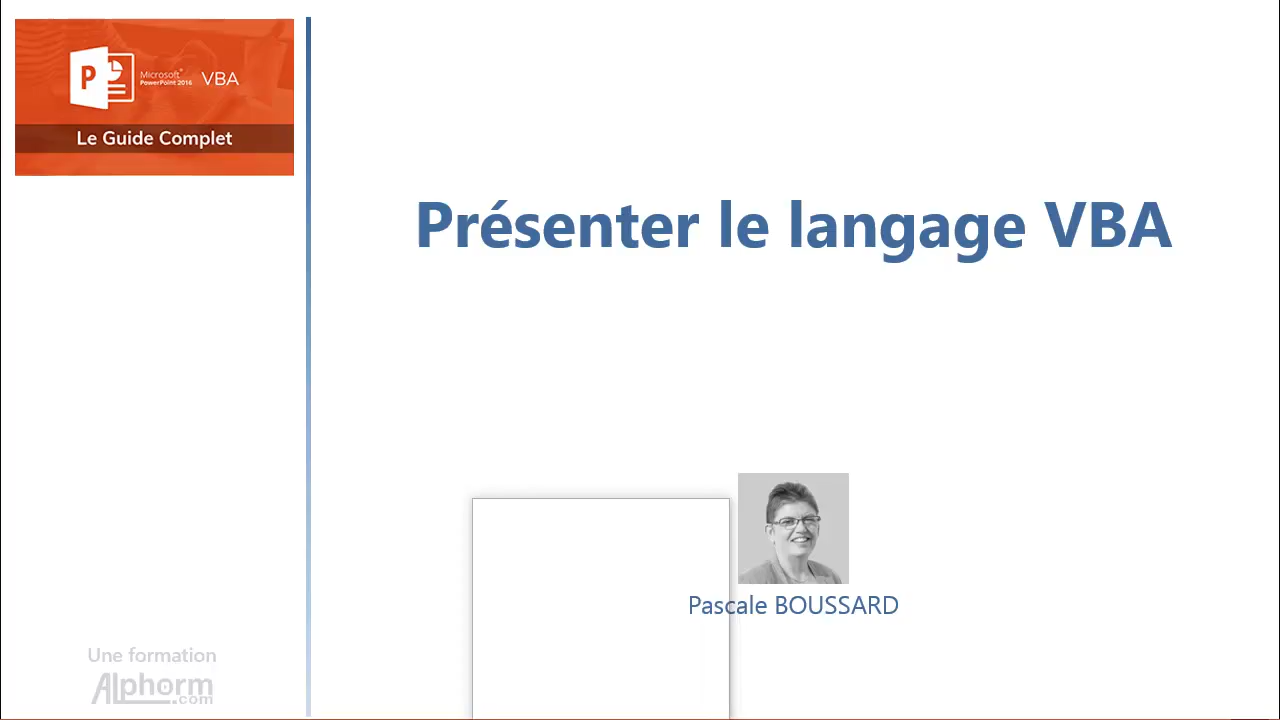 P
Microsoft®
PowerPoint 2016
VBA
Le Guide Complet
Présenter le langage VBA
Pascale BOUSSARD
Une formation
Alphorm
.com